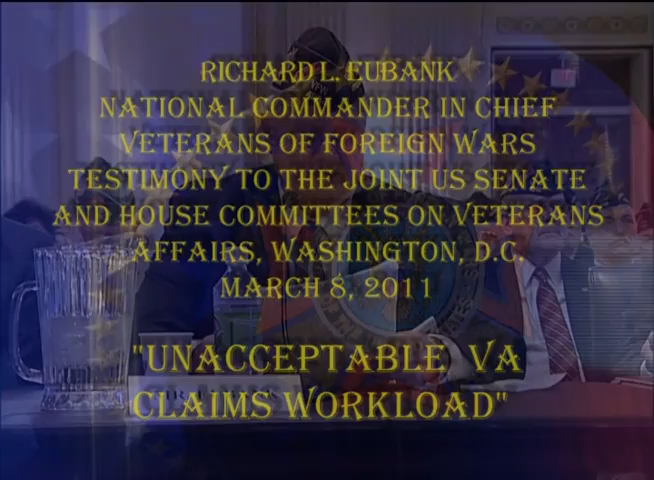 RICHARD L. EUBANK
NATIONAL COMMANDER IN CHIEF
VETERANS OF FOREIGN WARS
TESTIMONY TO THE JOINT US SENATE
AND HOUSE COMMITTEES ON VETERANS
AFFAIRS, WASHINGTON, D.C.
MARCH 8, 2011
"UNACCEPTABLE VA
CLAIMS WORKLOAD"